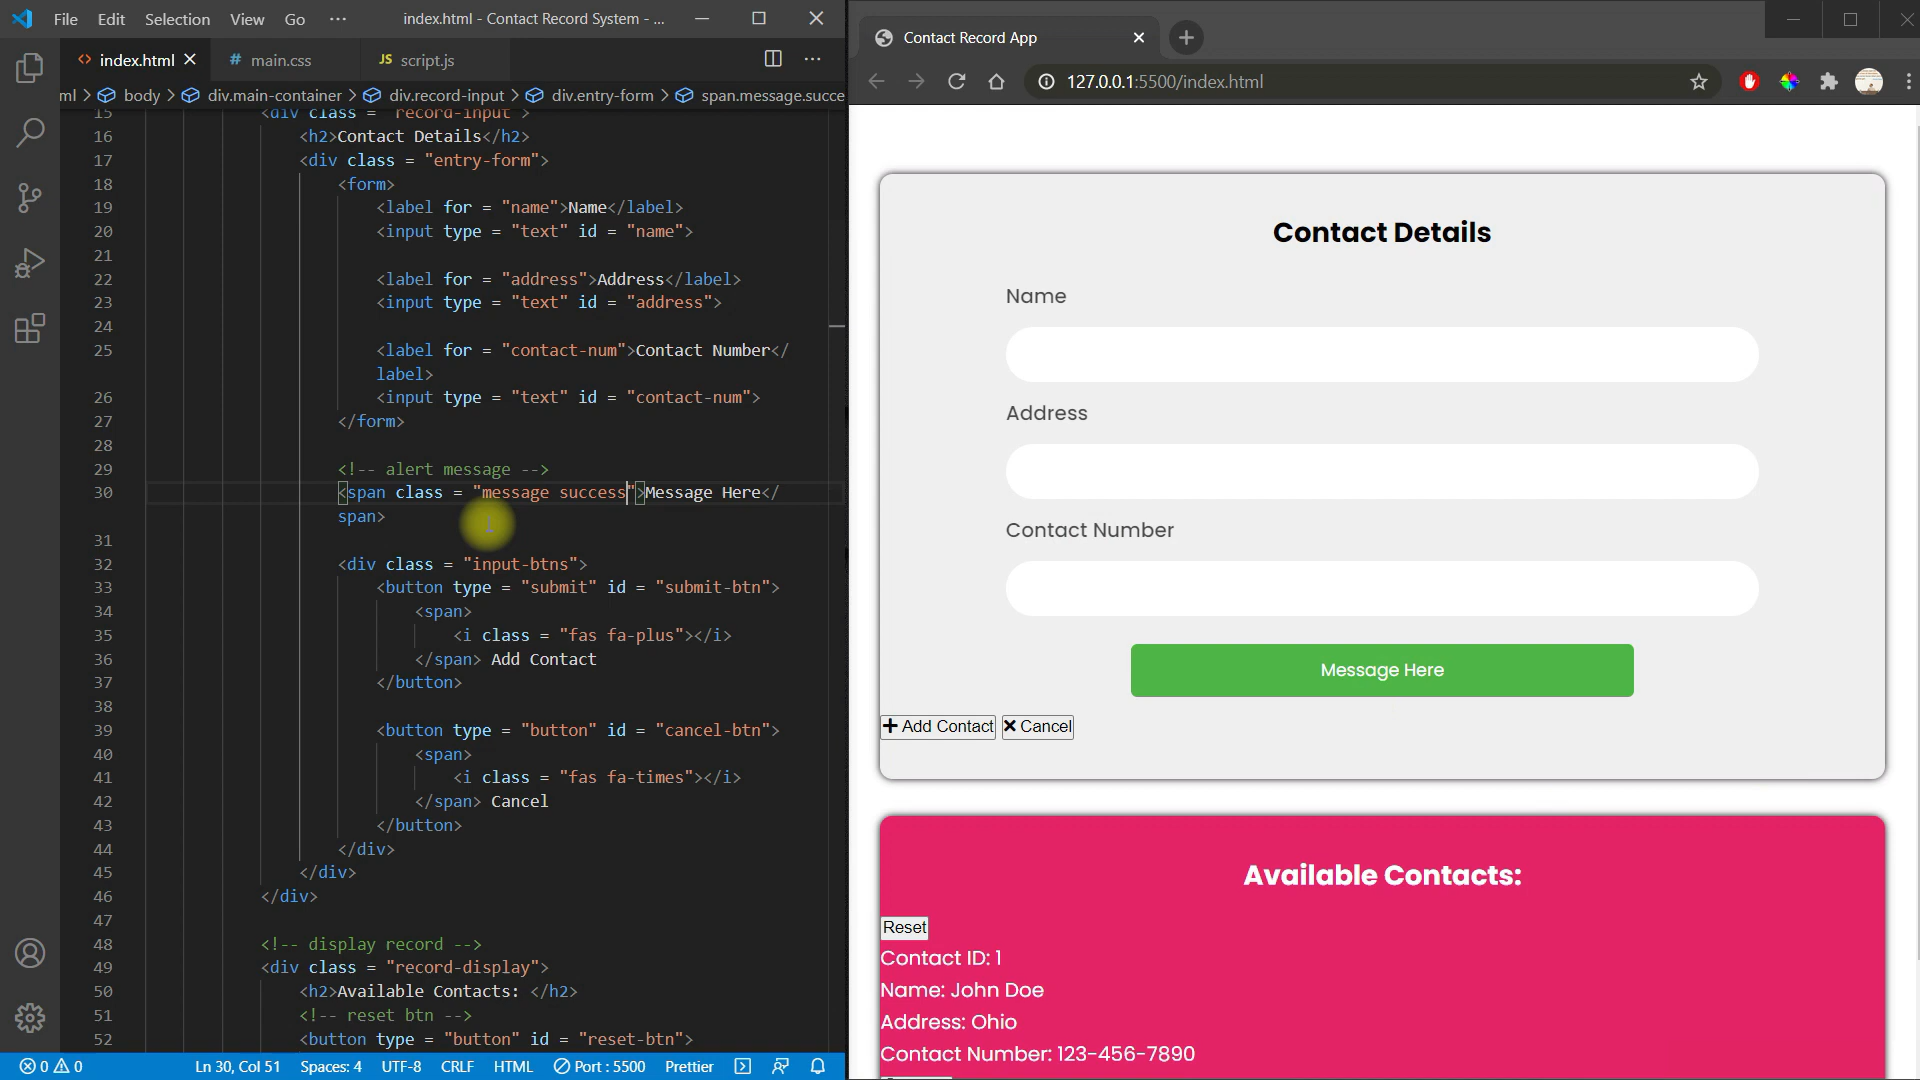 File Edit Selection View Go ··· index.html - Contact Record System - ...
index.html
# main.css
JS script.js
ml > body > div.main-container > div.record-input > div.entry-form > span.message.succe
15 <div class = "record-input">
16 <h2>Contact Details</h2>
17 <div class = "entry-form">
18 <form>
19 <label for = "name">Name</label>
20 <input type = "text" id = "name">
21
22 <label for = "address">Address</label>
23 <input type = "text" id = "address">
24
25 <label for = "contact-num">Contact Number</
label>
26 <input type = "text" id = "contact-num">
27 </form>
28
29 <!-- alert message -->
30 <span class = "message success">Message Here</
span>
31
32 <div class = "input-btns">
33 <button type = "submit" id = "submit-btn">
34 <span>
35 <i class = "fas fa-plus"></i>
36 </span> Add Contact
37 </button>
38
39 <button type = "button" id = "cancel-btn">
40 <span>
41 <i class = "fas fa-times"></i>
42 </span> Cancel
43 </button>
44 </div>
45 </div>
46 </div>
47
48 <!-- display record -->
49 <div class = "record-display">
50 <h2>Available Contacts: </h2>
51 <!-- reset btn -->
52 <button type = "button" id = "reset-btn">
0 0 Ln 30, Col 51 Spaces: 4 UTF-8 CRLF HTML Port : 5500 Prettier
Contact Record App
127.0.0.1:5500/index.html
Contact Details
Name
Address
Contact Number
Message Here
Add Contact
Cancel
Available Contacts:
Reset
Contact ID: 1
Name: John Doe
Address: Ohio
Contact Number: 123-456-7890